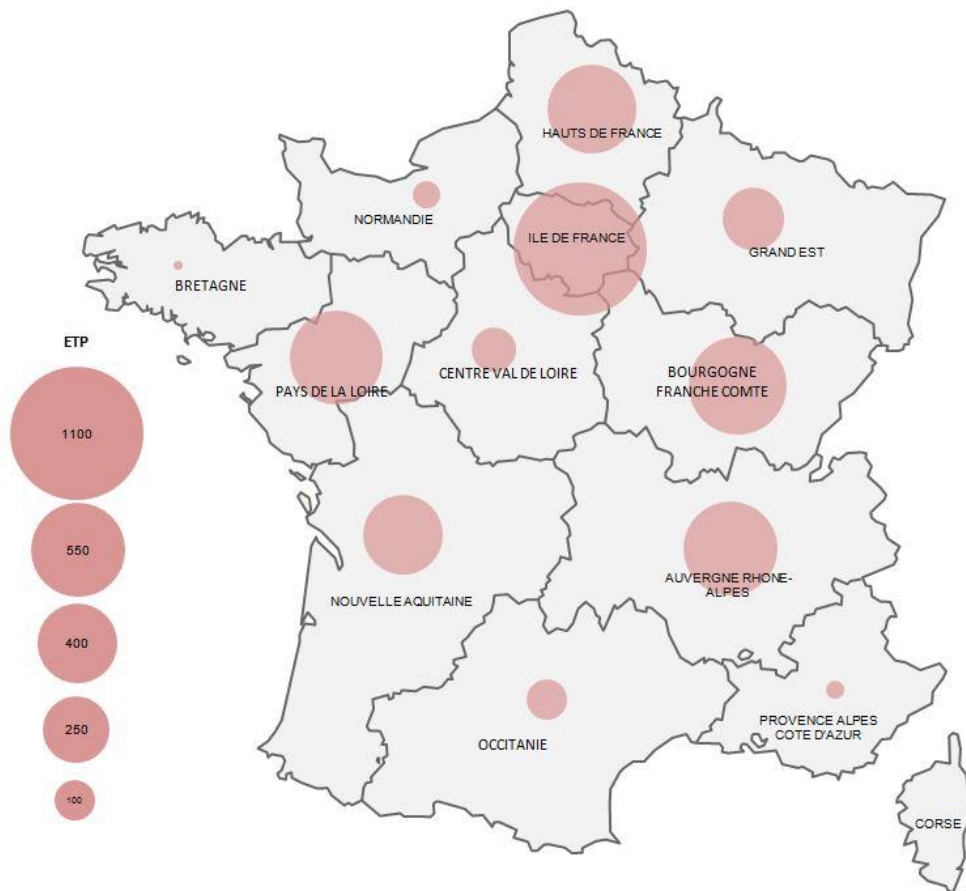 HAUTS DE FRANCE
NORMANDIE
ILE DE FRANCE
GRAND EST
BRETAGNE
ETP
1100
550
400
250
100
PAYS DE LA LOIRE
CENTRE VAL DE LOIRE
BOURGOGNE
FRANCHE COMTE
NOUVELLE AQUITAINE
AUVERGNE RHONE-
ALPES
OCCITANIE
PROVENCE ALPES
COTE D'AZUR
CORSE